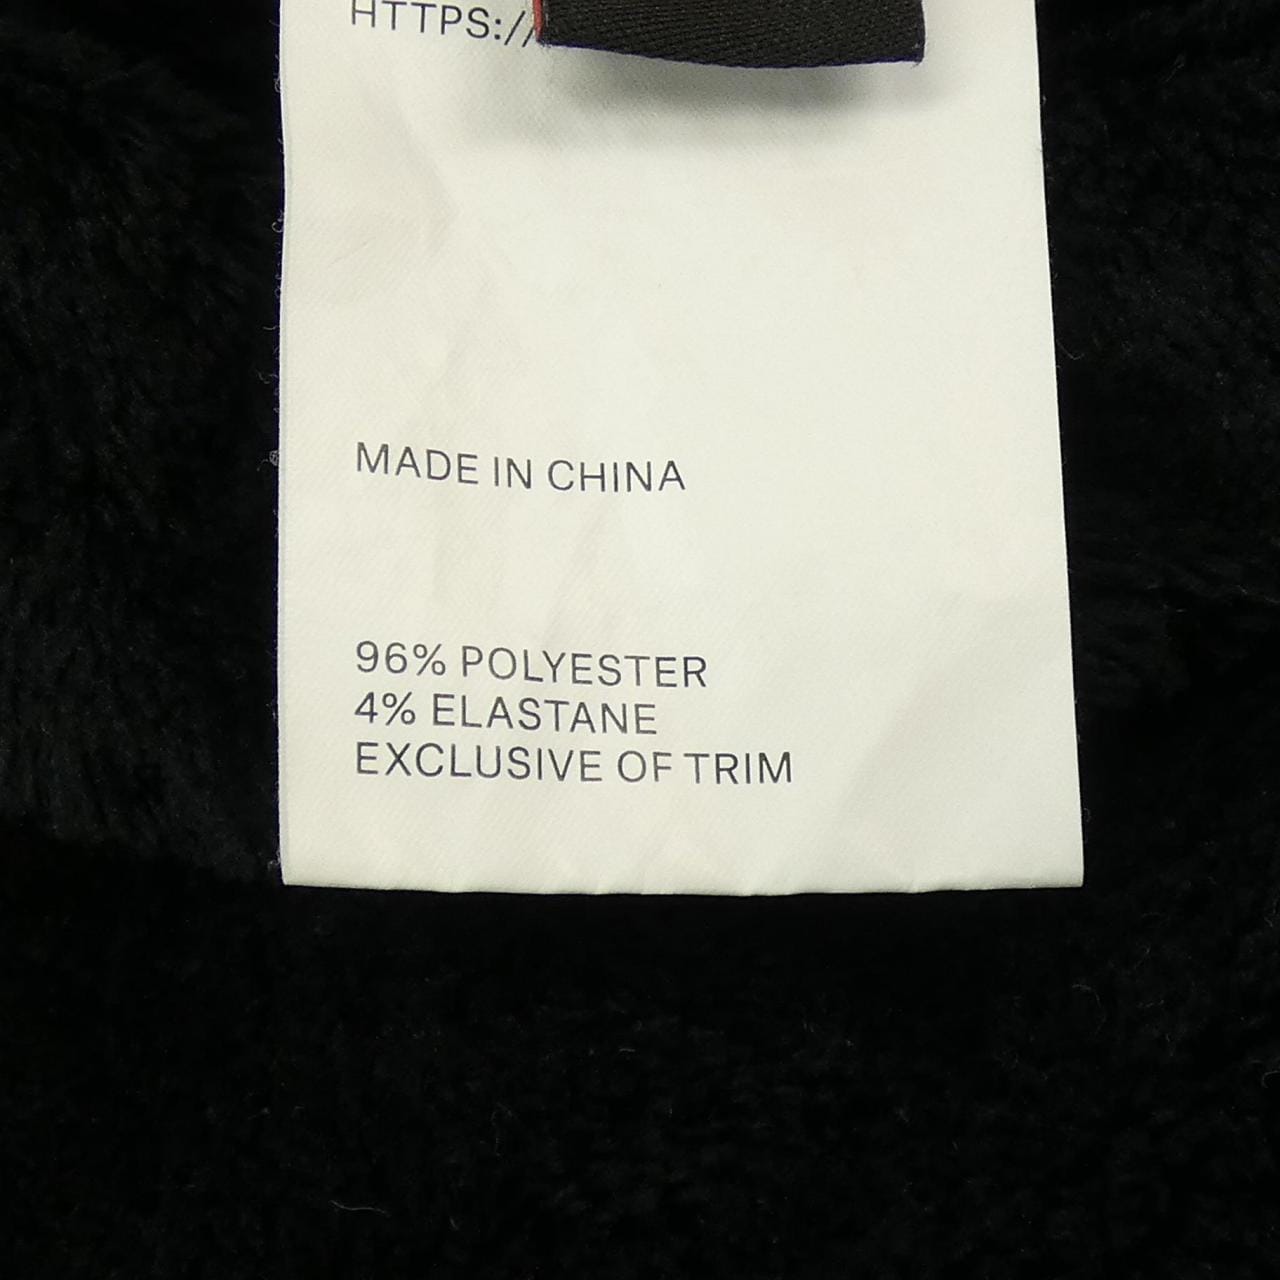 HTTPS://
MADE IN CHINA
96% POLYESTER
4% ELASTANE
EXCLUSIVE OF TRIM